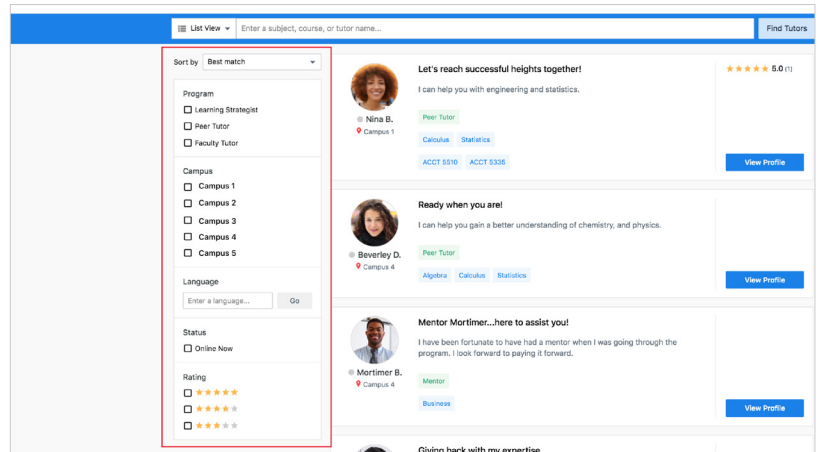 List View
Enter a subject, course, or tutor name...
Find Tutors
Sort by
Best match
Program
Learning Strategist
Peer Tutor
Faculty Tutor
Campus
Campus 1
Campus 2
Campus 3
Campus 4
Campus 5
Language
Enter a language...
Go
Status
Online Now
Rating
Nina B.
Campus 1
Let's reach successful heights together!
I can help you with engineering and statistics.
Peer Tutor
Calculus Statistics
ACCT 5510 ACCT 5335
5.0 (1)
View Profile
Beverley D.
Campus 4
Ready when you are!
I can help you gain a better understanding of chemistry, and physics.
Peer Tutor
Algebra Calculus Statistics
View Profile
Mortimer B.
Campus 4
Mentor Mortimer...here to assist you!
I have been fortunate to have had a mentor when I was going through the
program. I look forward to paying it forward.
Mentor
Business
View Profile
Giving back with my expertise